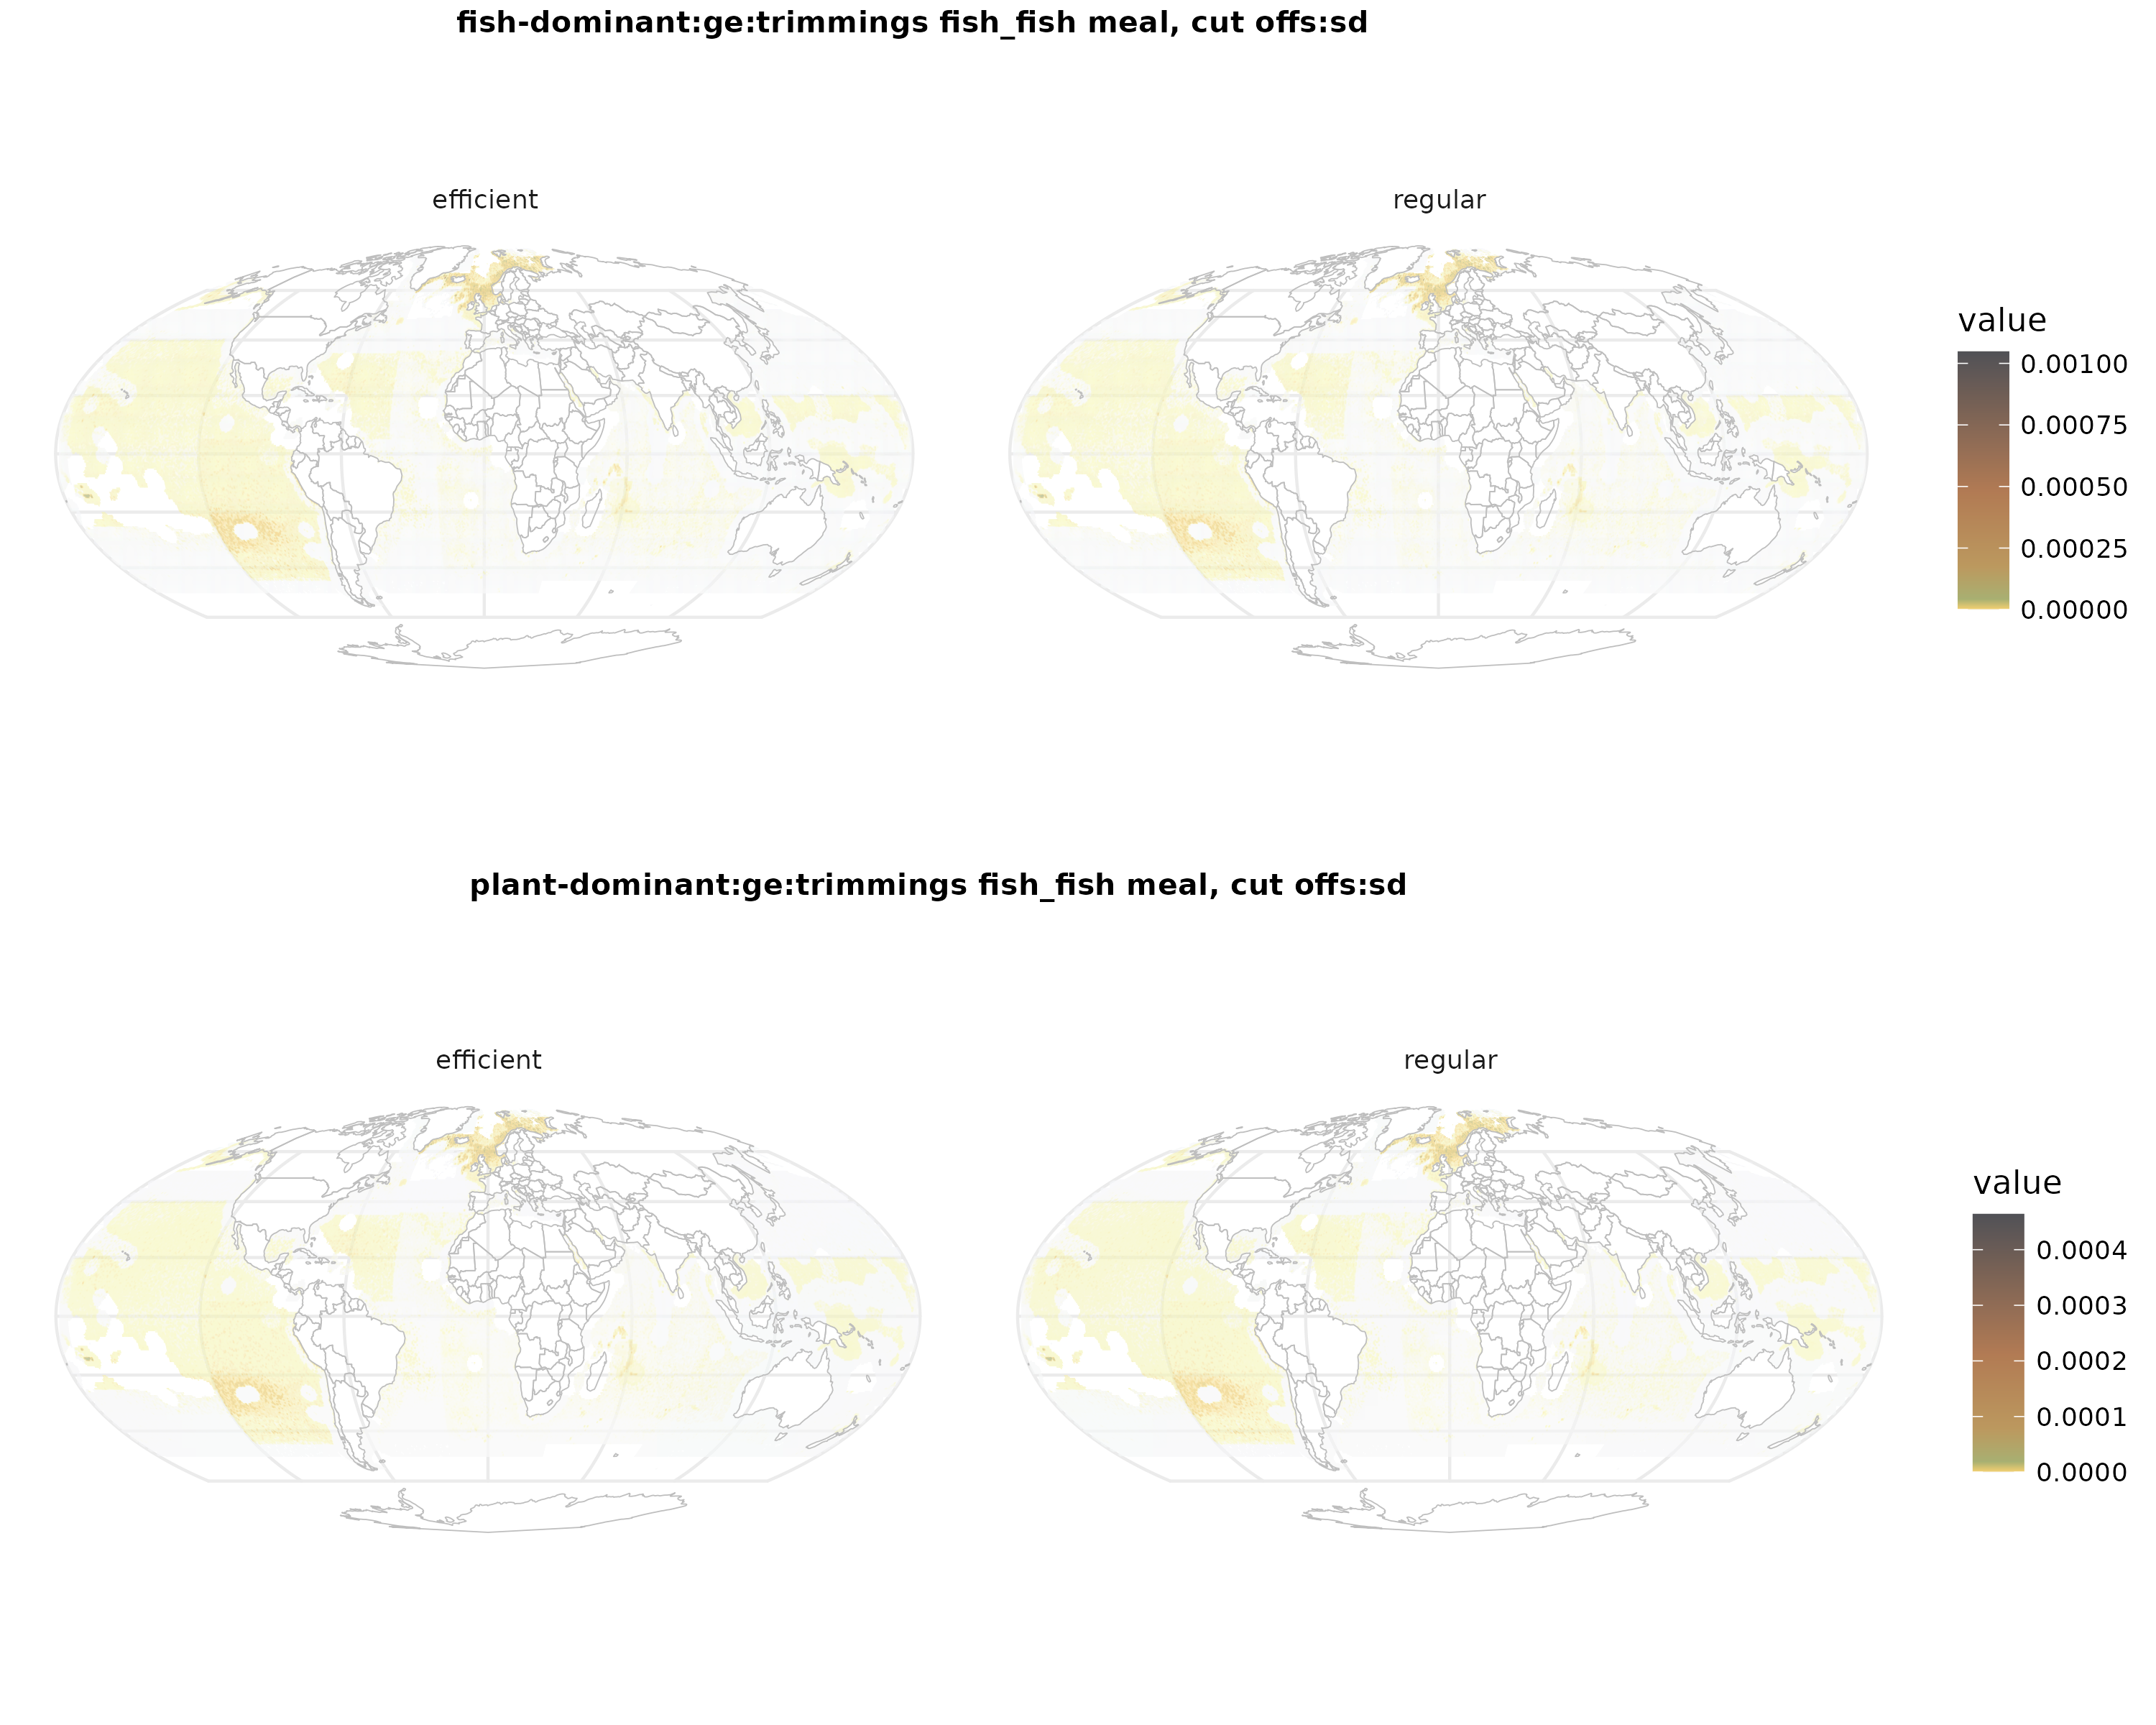 fish-dominant:ge:trimmings fish_fish meal, cut offs:sd
efficient
regular
value
0.00100
0.00075
0.00050
0.00025
0.00000
plant-dominant:ge:trimmings fish_fish meal, cut offs:sd
efficient
regular
value
0.0004
0.0003
0.0002
0.0001
0.0000